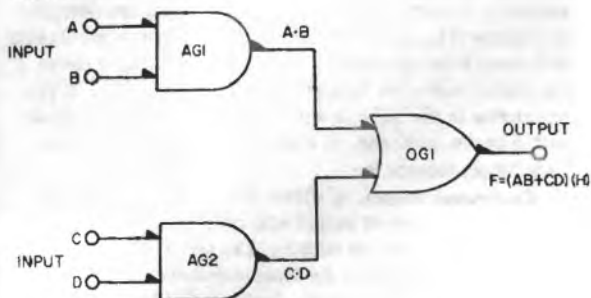 A
AG1
A·B
INPUT
B
OG1
OUTPUT
F=(AB+CD)(H)
C
INPUT
AG2
D
C·D